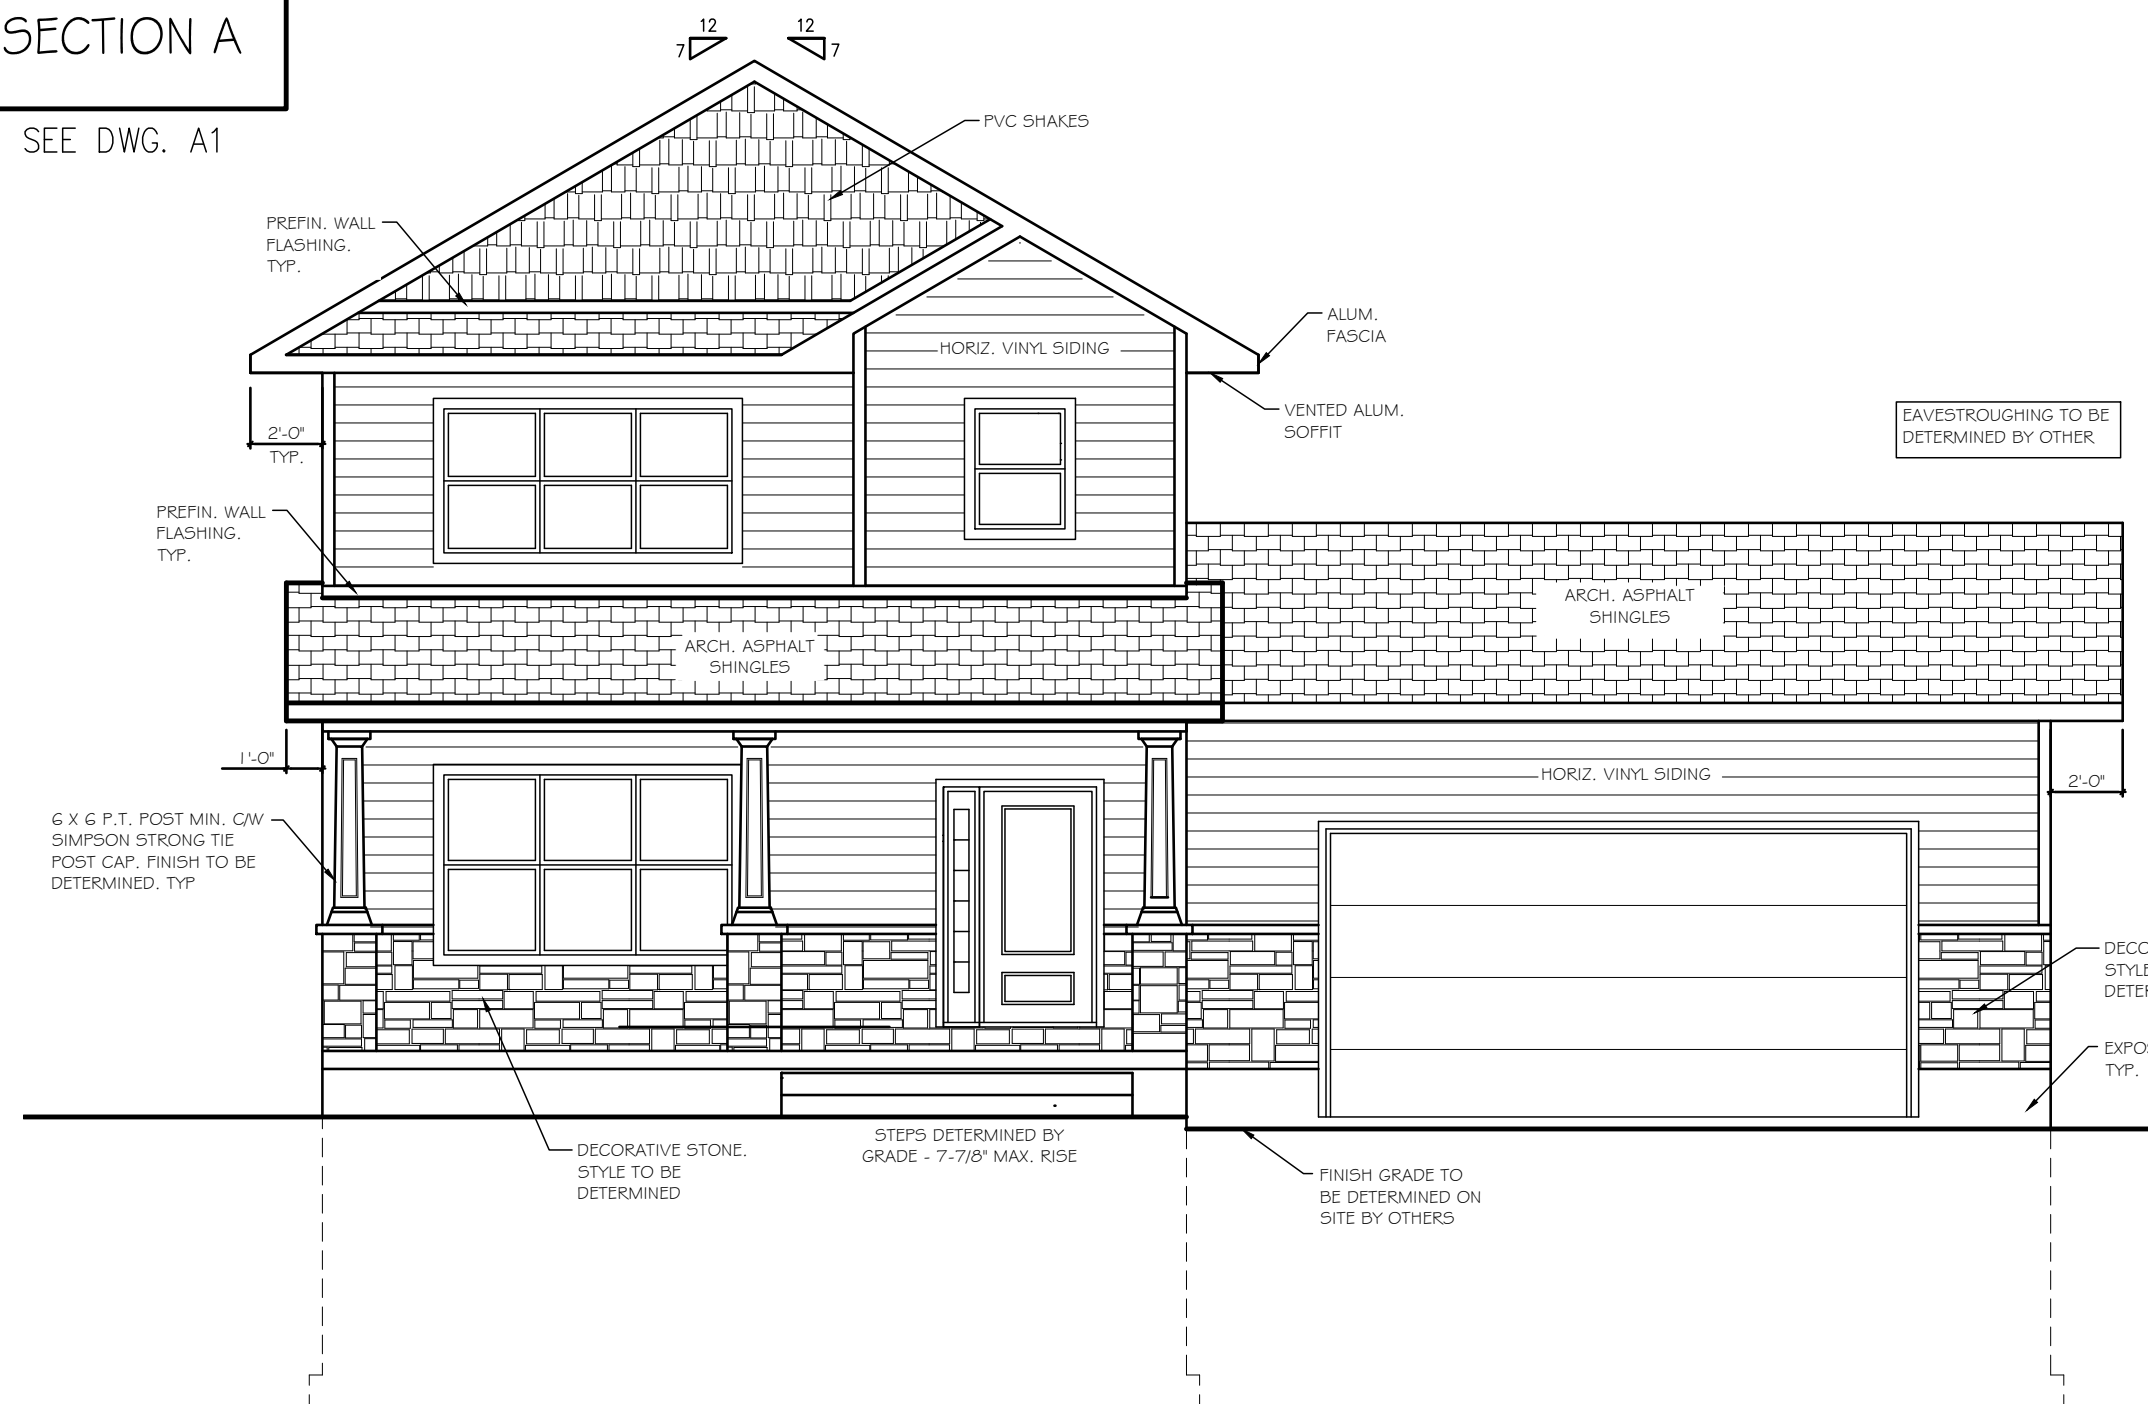 SECTION A
SEE DWG. A1
12
7
12
7
PVC SHAKES
PREFIN. WALL
FLASHING.
TYP.
ALUM.
FASCIA
HORIZ. VINYL SIDING
VENTED ALUM.
SOFFIT
EAVESTROUGHING TO BE
DETERMINED BY OTHER
2'-0"
TYP.
PREFIN. WALL
FLASHING.
TYP.
ARCH. ASPHALT
SHINGLES
ARCH. ASPHALT
SHINGLES
1'-0"
HORIZ. VINYL SIDING
2'-0"
6 X 6 P.T. POST MIN. C/W
SIMPSON STRONG TIE
POST CAP. FINISH TO BE
DETERMINED. TYP
DECO
STYLE
DETER
EXPOS
TYP.
DECORATIVE STONE.
STYLE TO BE
DETERMINED
STEPS DETERMINED BY
GRADE - 7-7/8" MAX. RISE
FINISH GRADE TO
BE DETERMINED ON
SITE BY OTHERS